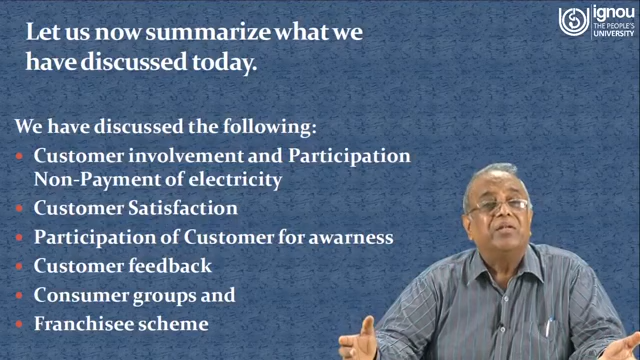 Let us now summarize what we
have discussed today.
ignou
THE PEOPLE'S
UNIVERSITY
We have discussed the following:
• Customer involvement and Participation
Non-Payment of electricity
• Customer Satisfaction
• Participation of Customer for awarness
• Customer feedback
• Consumer groups and
• Franchisee scheme